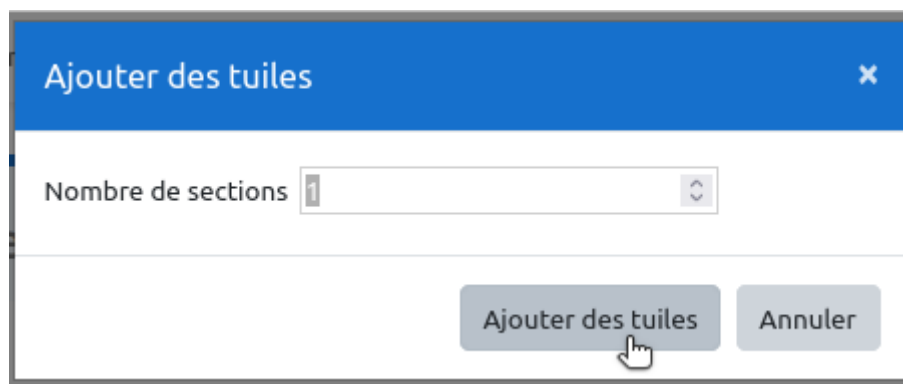 Ajouter des tuiles ×
Nombre de sections 1
Ajouter des tuiles Annuler